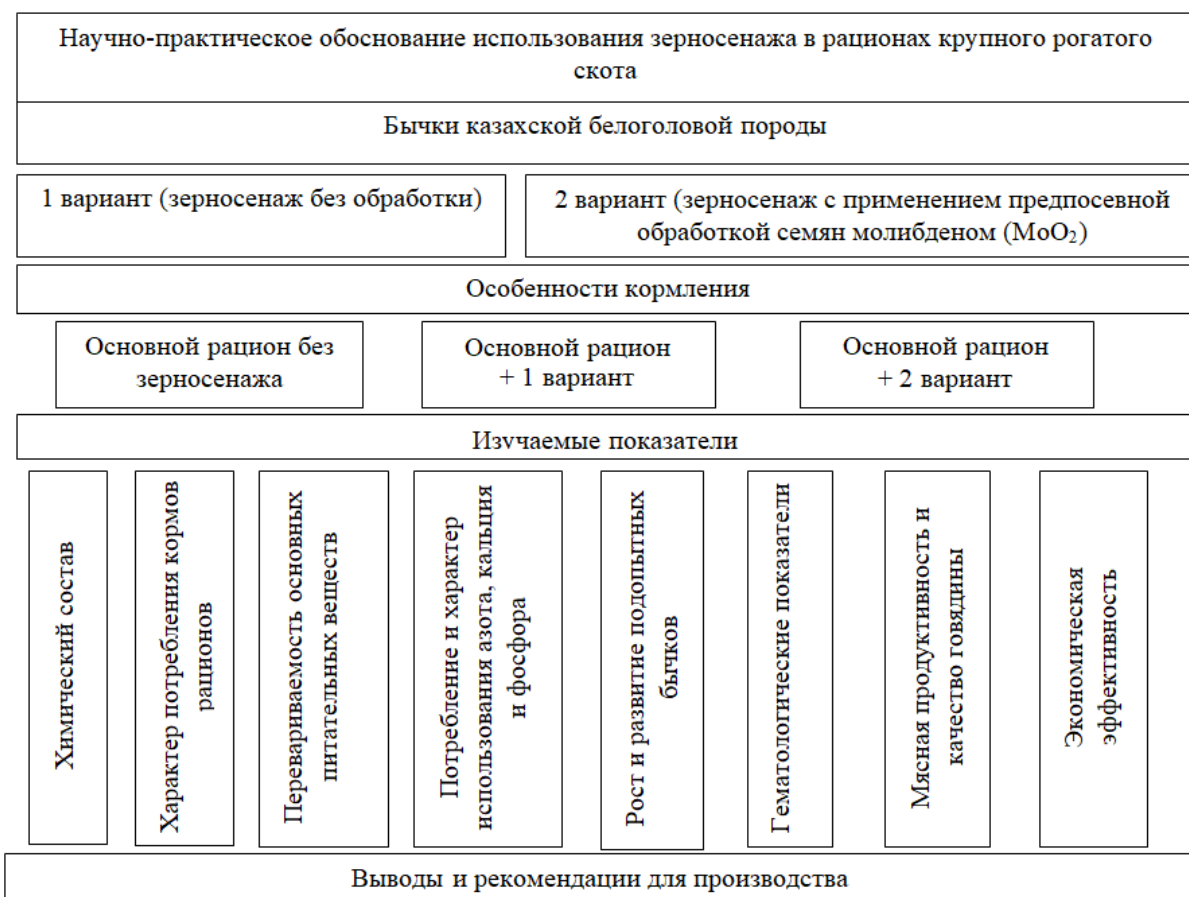 Научно-практическое обоснование использования зерносенажа в рационах крупного рогатого
скота
Бычки казахской белоголовой породы
1 вариант (зерносенаж без обработки)
2 вариант (зерносенаж с применением предпосевной
обработкой семян молибденом (MoO₂)
Особенности кормления
Основной рацион без
зерносенажа
Основной рацион
+ 1 вариант
Основной рацион
+ 2 вариант
Изучаемые показатели
Химический состав
Характер потребления кормов
рационов
Перевариваемость основных
питательных веществ
Потребление и характер
использования азота, кальция
и фосфора
Рост и развитие подопытных
бычков
Гематологические показатели
Мясная продуктивность и
качество говядины
Экономическая
эффективность
Выводы и рекомендации для производства